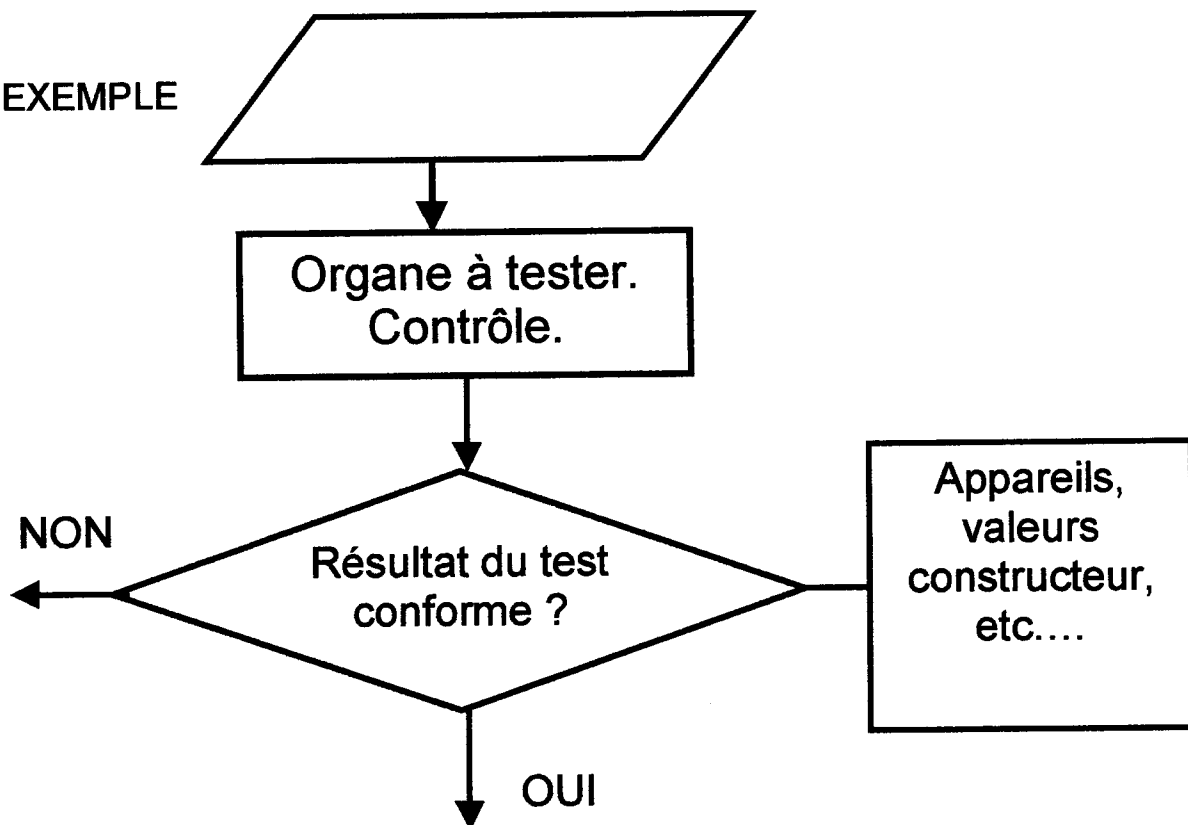 EXEMPLE
Organe à tester.
Contrôle.
NON
Résultat du test
conforme ?
Appareils,
valeurs
constructeur,
etc....
OUI